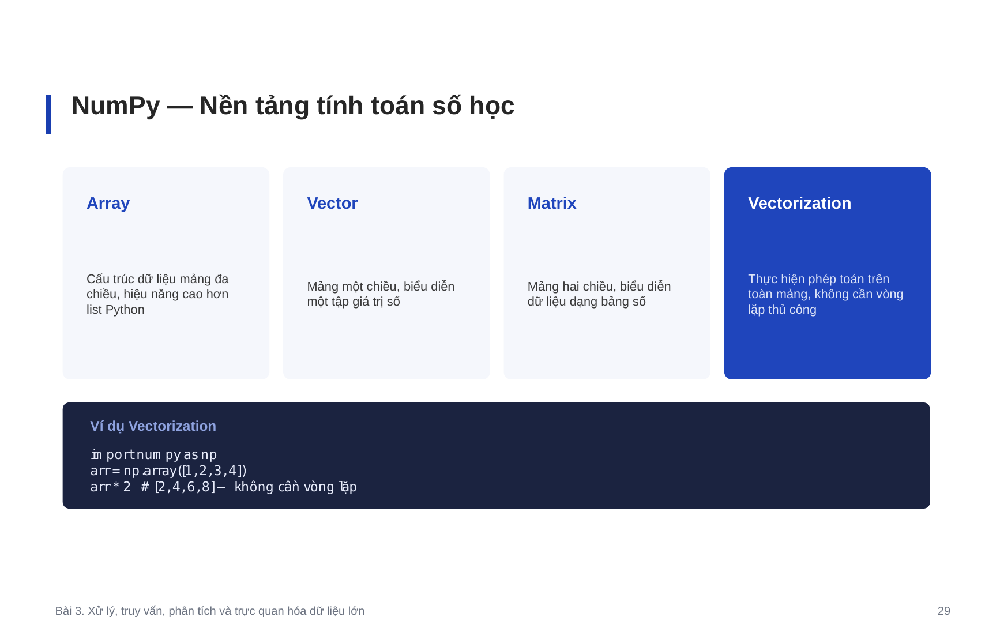 NumPy — Nền tảng tính toán số học
Array
Cấu trúc dữ liệu mảng đa
chiều, hiệu năng cao hơn
list Python
Vector
Mảng một chiều, biểu diễn
một tập giá trị số
Matrix
Mảng hai chiều, biểu diễn
dữ liệu dạng bảng số
Vectorization
Thực hiện phép toán trên
toàn mảng, không cần vòng
lặp thủ công
Ví dụ Vectorization
import numpy as np
arr = np.array([1,2,3,4])
arr * 2 # [2,4,6,8] — không cần vòng lặp
Bài 3. Xử lý, truy vấn, phân tích và trực quan hóa dữ liệu lớn
29